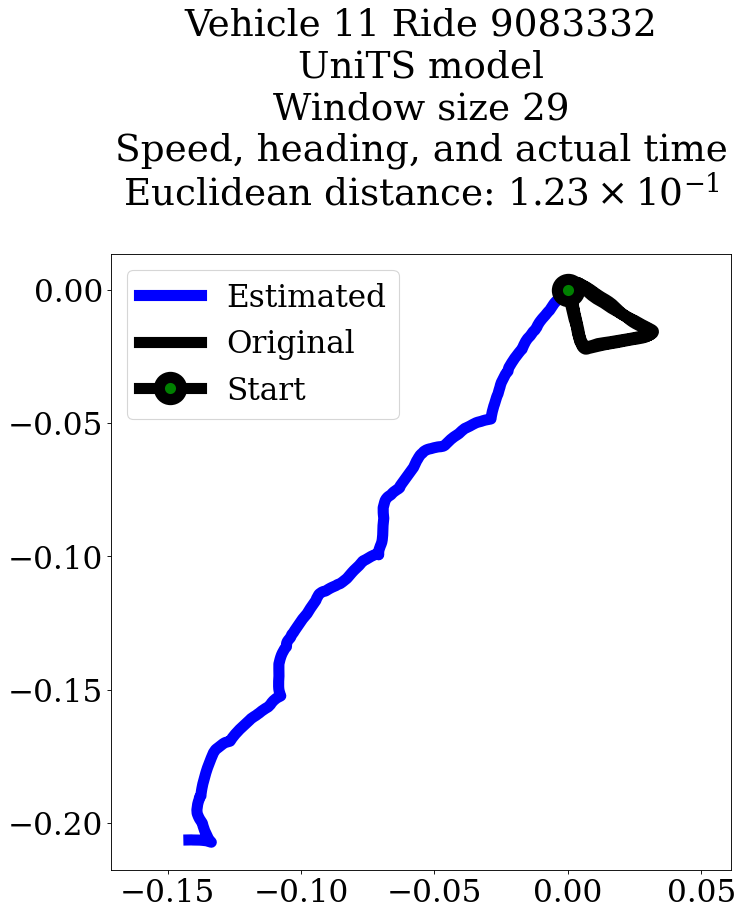 Vehicle 11 Ride 9083332
UniTS model
Window size 29
Speed, heading, and actual time
Euclidean distance: 1.23 × 10⁻¹
Estimated
Original
Start
0.00
−0.05
−0.10
−0.15
−0.20
−0.15 −0.10 −0.05 0.00 0.05